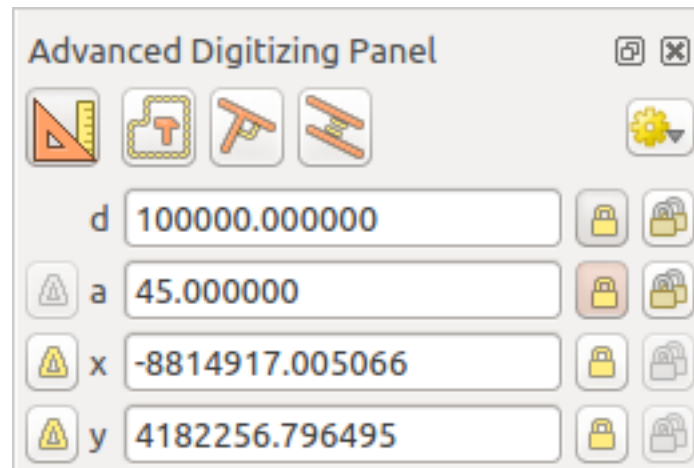 Advanced Digitizing Panel
d 100000.000000
a 45.000000
x -8814917.005066
y 4182256.796495